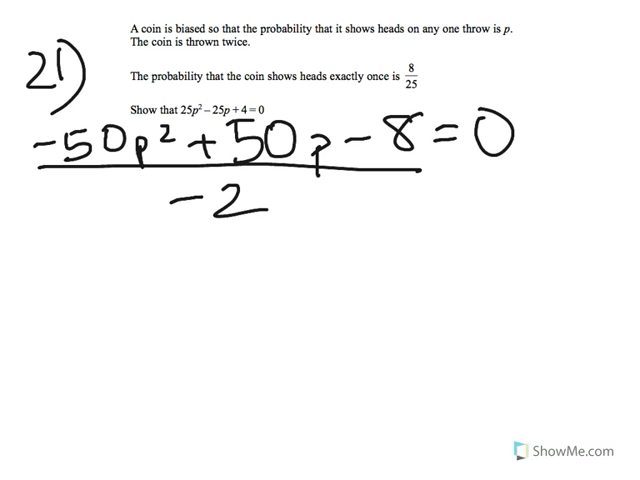 A coin is biased so that the probability that it shows heads on any one throw is p.
The coin is thrown twice.
21)
The probability that the coin shows heads exactly once is 8/25
Show that 25p² – 25p + 4 = 0
-50p² + 50p - 8 = 0
-2
ShowMe.com